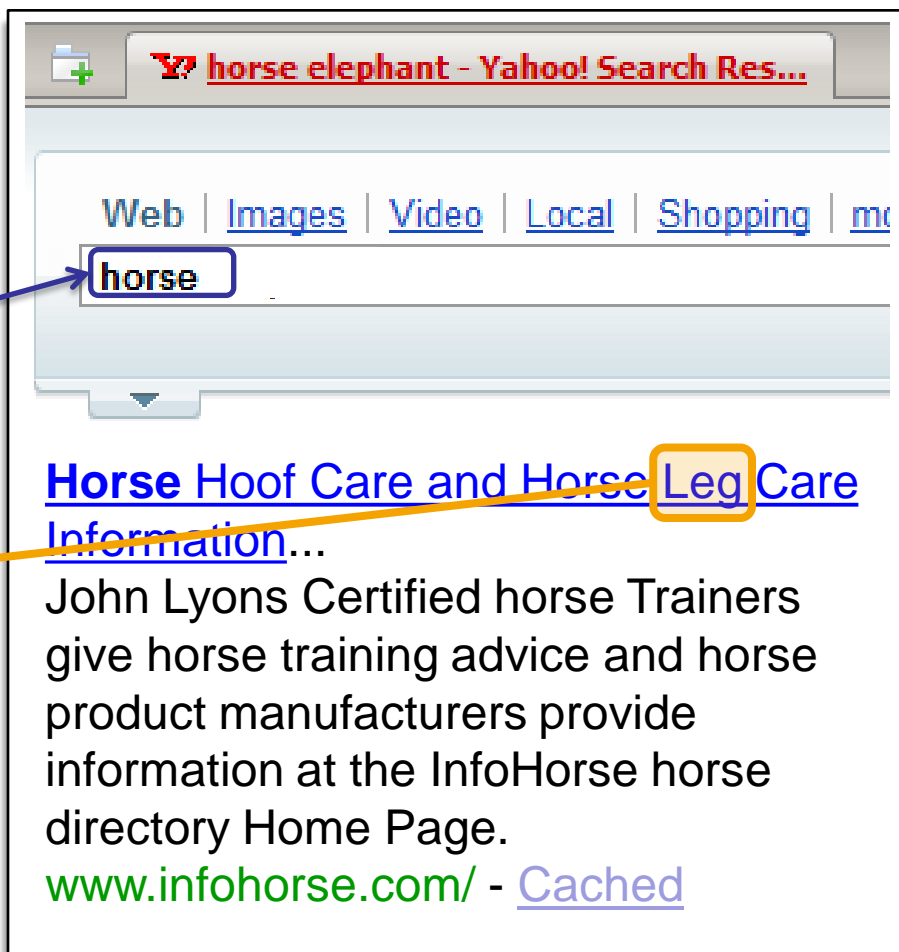 Y? horse elephant - Yahoo! Search Res...
Web | Images | Video | Local | Shopping |
horse
Horse Hoof Care and Horse Leg Care
Information...
John Lyons Certified horse Trainers
give horse training advice and horse
product manufacturers provide
information at the InfoHorse horse
directory Home Page.
www.infohorse.com/ - Cached